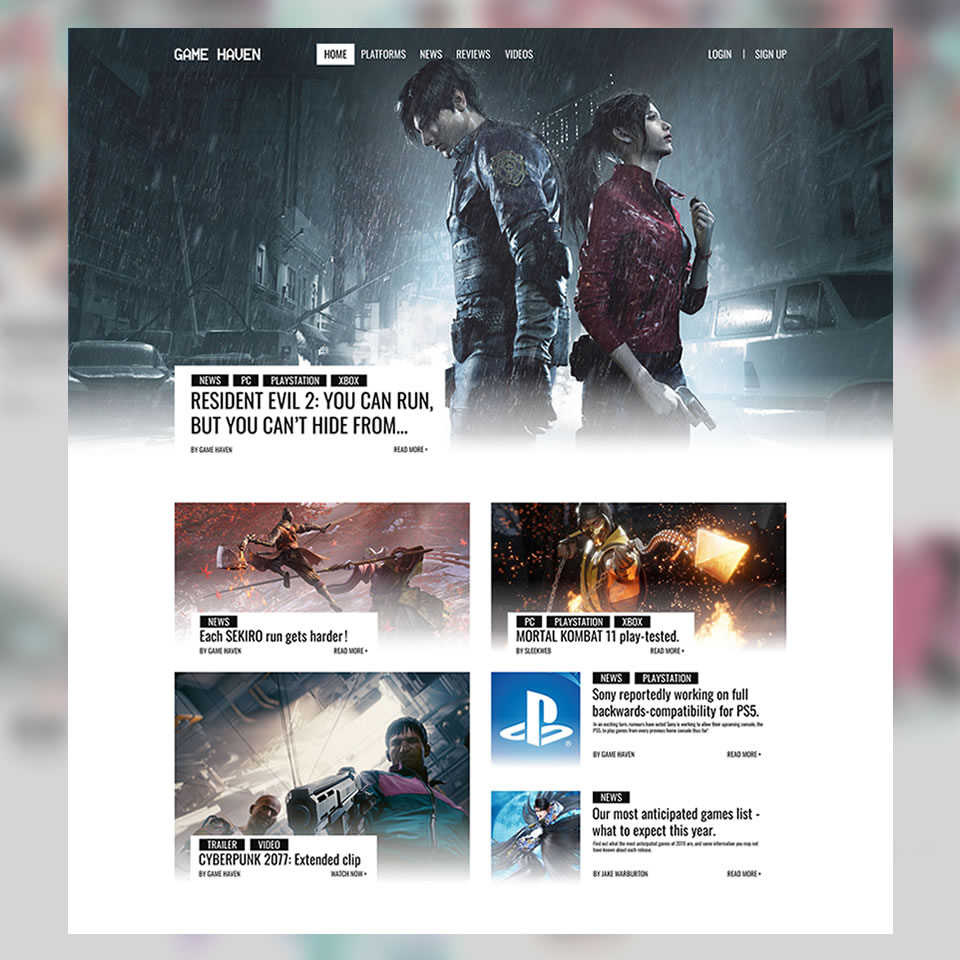 GAME HAVEN HOME PLATFORMS NEWS REVIEWS VIDEOS LOGIN | SIGN UP
NEWS PC PLAYSTATION XBOX
RESIDENT EVIL 2: YOU CAN RUN,
BUT YOU CAN'T HIDE FROM...
BY GAME HAVEN READ MORE
NEWS
Each SEKIRO run gets harder!
BY GAME HAVEN READ MORE
PC PLAYSTATION XBOX
MORTAL KOMBAT 11 play-tested.
BY SLEEKWEB READ MORE
TRAILER VIDEO
CYBERPUNK 2077: Extended clip
BY GAME HAVEN WATCH NOW
NEWS PLAYSTATION
Sony reportedly working on full
backwards-compatibility for PS5.
In an exciting turn, rumours have acted Sony is working to allow their upcoming console, the
PS5, to play games from every previous home console thus far!
BY GAME HAVEN READ MORE
®
NEWS
Our most anticipated games list -
what to expect this year.
Find out what the most anticipated games of 2019 are, and some information you may not
have known about each release.
BY JAKE WARBURTON READ MORE